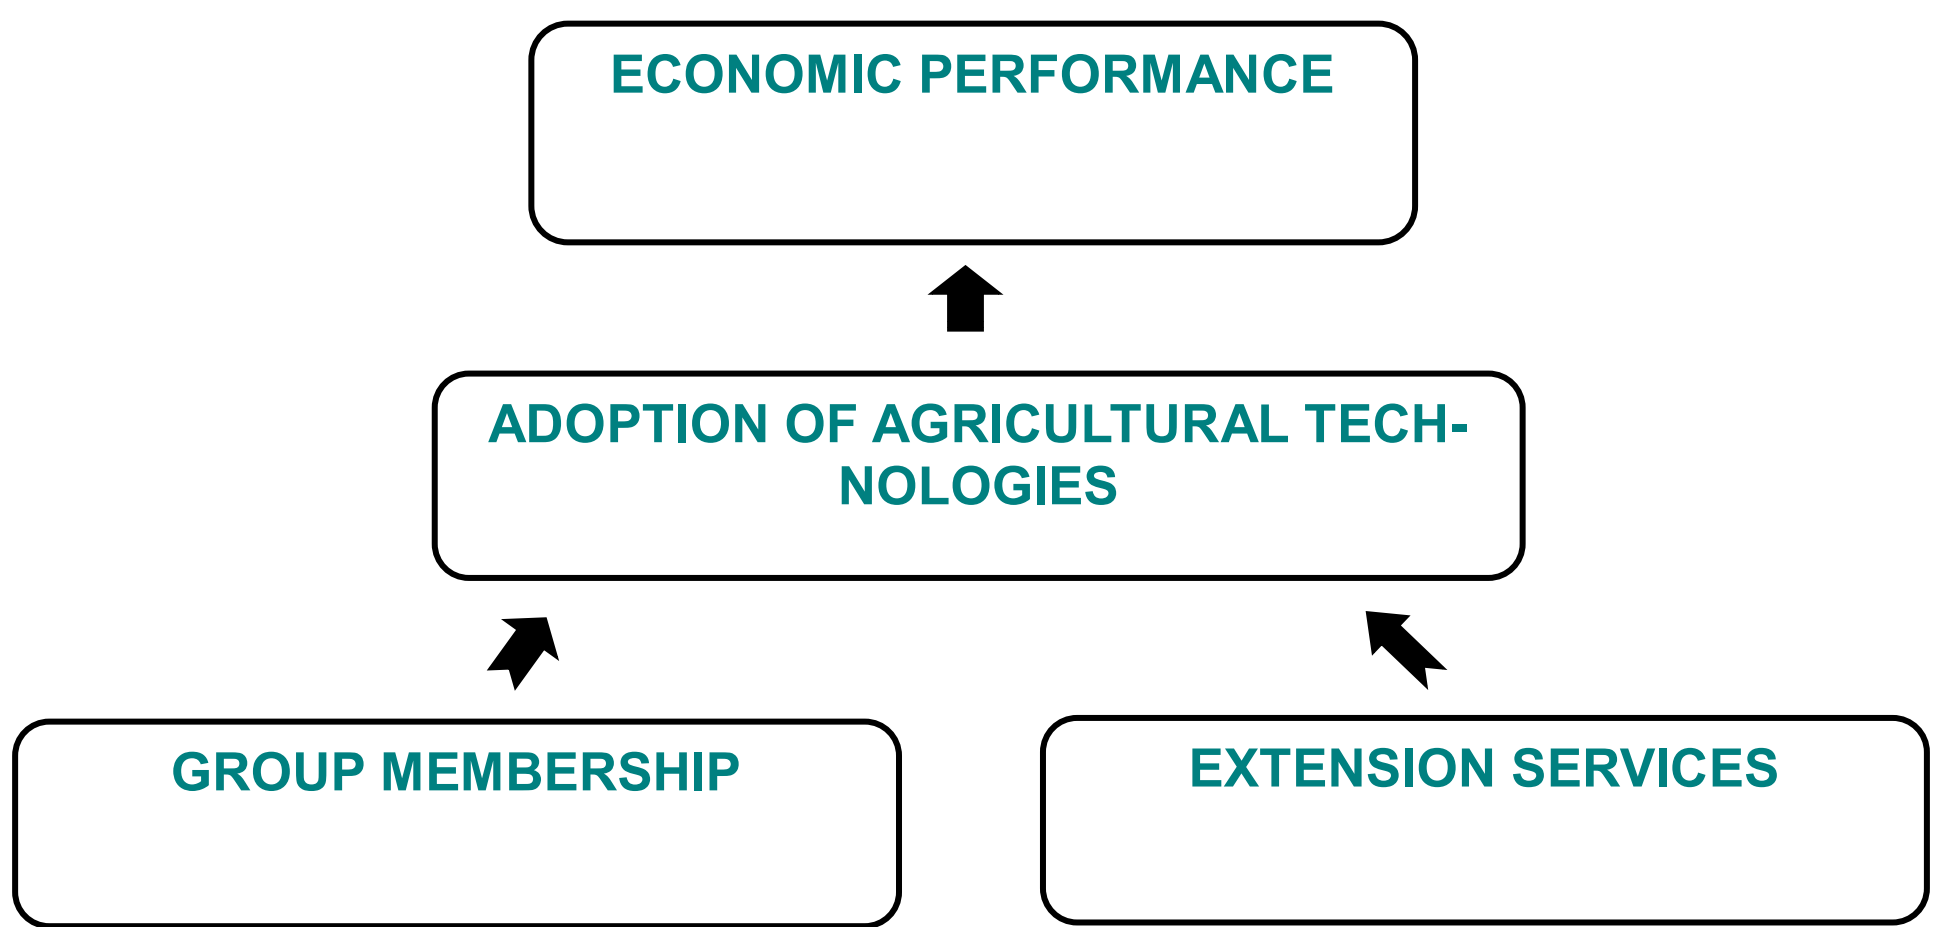 ECONOMIC PERFORMANCE
ADOPTION OF AGRICULTURAL TECH-
NOLOGIES
GROUP MEMBERSHIP
EXTENSION SERVICES